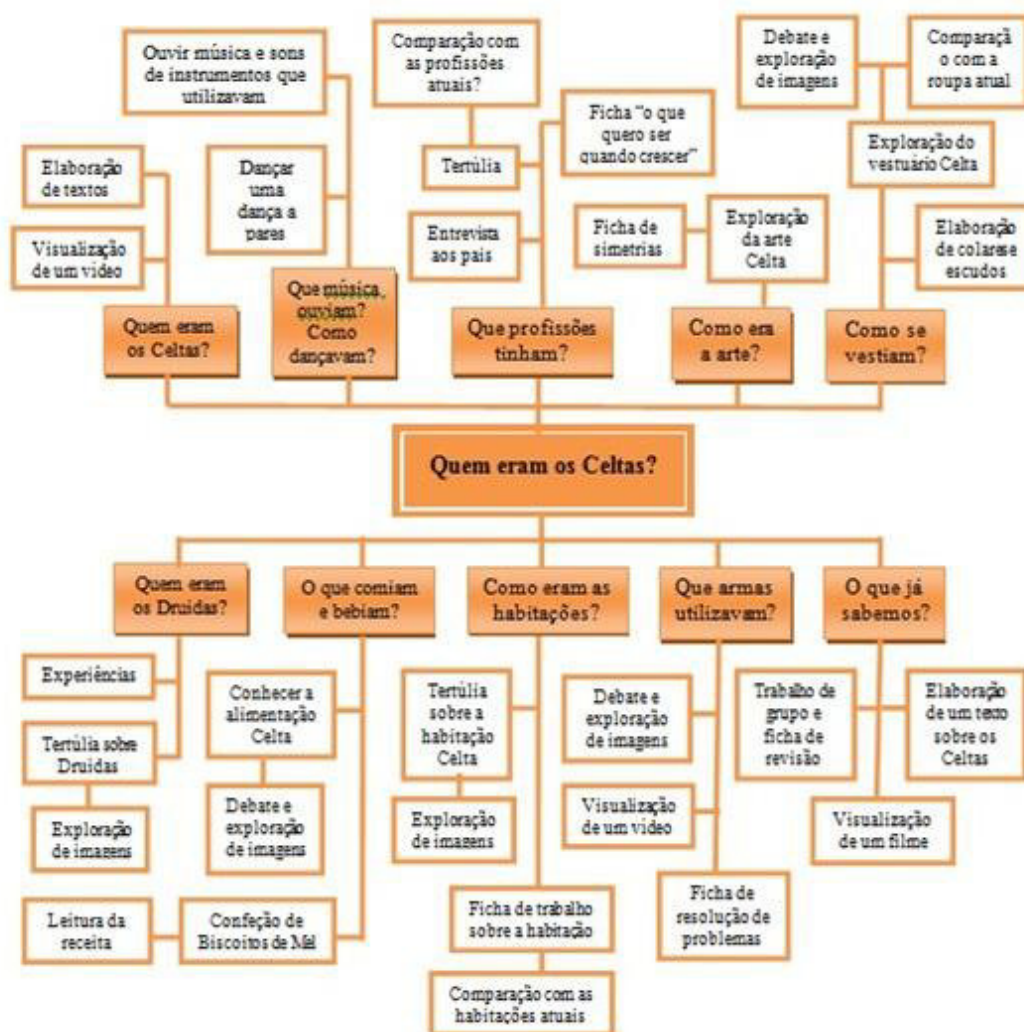 Ouvir música e sons
de instrumentos que
utilizavam
Comparação com
as profissões
atuais?
Debate e
exploração
de imagens
Comparaçã
o com a
roupa atual
Ficha “o que
quero ser
quando crescer”
Elaboração
de textos
Dançar
uma
dança a
pares
Tertúlia
Exploração do
vestuário Celta
Visualização
de um vídeo
Entrevista
aos pais
Ficha de
simetrias
Exploração
da arte
Celta
Elaboração
de colares e
escudos
Quem eram
os Celtas?
Que música
ouviam?
Como
dançavam?
Que profissões
tinham?
Como era
a arte?
Como se
vestiam?
Quem eram os Celtas?
Quem eram
os Druidas?
O que comiam
e bebiam?
Como eram as
habitações?
Que armas
utilizavam?
O que já
sabemos?
Experiências
Conhecer a
alimentação
Celta
Tertúlia
sobre a
habitação
Celta
Debate e
exploração
de imagens
Trabalho de
grupo e
ficha de
revisão
Elaboração
de um texto
sobre os
Celtas
Tertúlia sobre
Druidas
Exploração
de imagens
Debate e
exploração
de imagens
Exploração
de imagens
Visualização
de um vídeo
Visualização
de um filme
Leitura da
receita
Confeção de
Biscoitos de Mel
Ficha de trabalho
sobre a habitação
Ficha de
resolução de
problemas
Comparação com as
habitações atuais